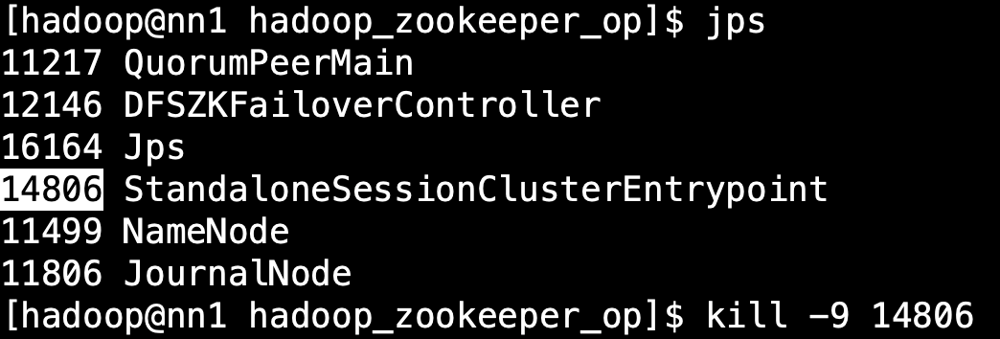 [hadoop@nn1 hadoop_zookeeper_op]$ jps
11217 QuorumPeerMain
12146 DFSZKFailoverController
16164 Jps
14806 StandaloneSessionClusterEntrypoint
11499 NameNode
11806 JournalNode
[hadoop@nn1 hadoop_zookeeper_op]$ kill -9 14806